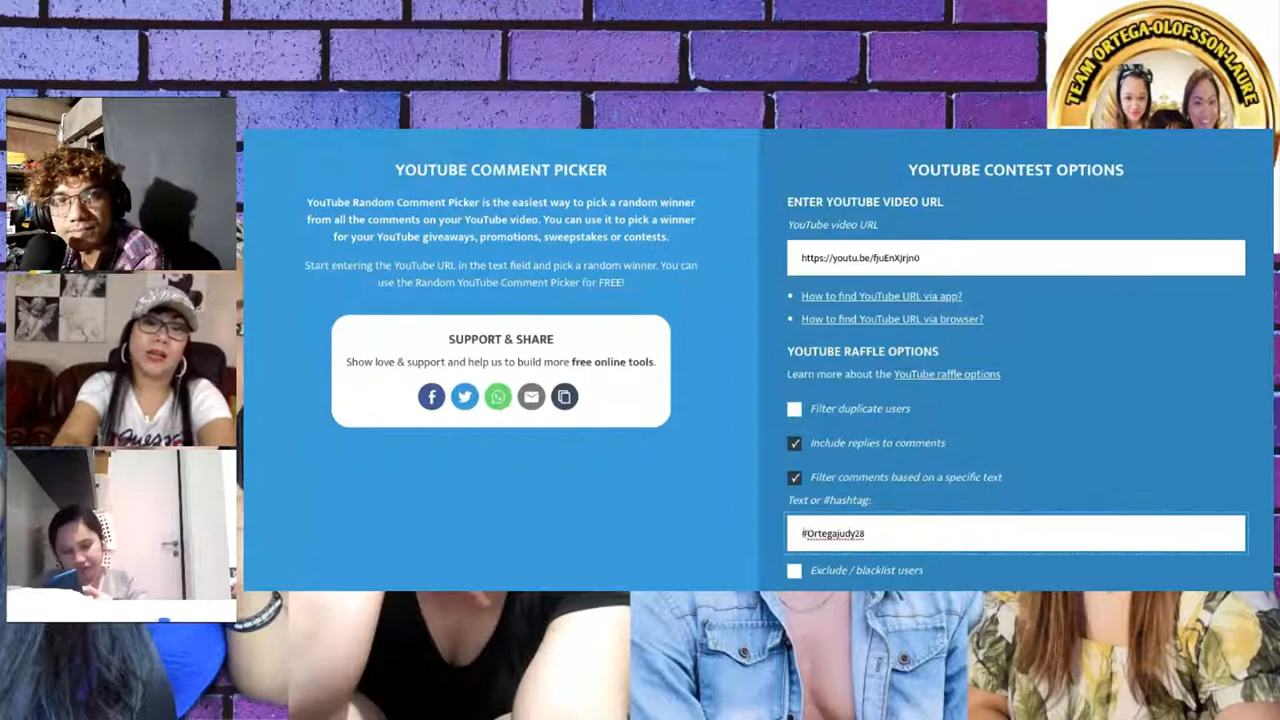 TEAM ORTEGA-OLOFSSON-LAURE
YOUTUBE COMMENT PICKER
YouTube Random Comment Picker is the easiest way to pick a random winner
from all the comments on your YouTube video. You can use it to pick a winner
for your YouTube giveaways, promotions, sweepstakes or contests.
Start entering the YouTube URL in the text field and pick a random winner. You can
use the Random YouTube Comment Picker for FREE!
SUPPORT & SHARE
Show love & support and help us to build more free online tools.
YOUTUBE CONTEST OPTIONS
ENTER YOUTUBE VIDEO URL
YouTube video URL
https://youtu.be/fjuEnXJrjn0
How to find YouTube URL via app?
How to find YouTube URL via browser?
YOUTUBE RAFFLE OPTIONS
Learn more about the YouTube raffle options
Filter duplicate users
Include replies to comments
Filter comments based on a specific text
Text or #hashtag:
#Ortegajudy28
Exclude / blacklist users